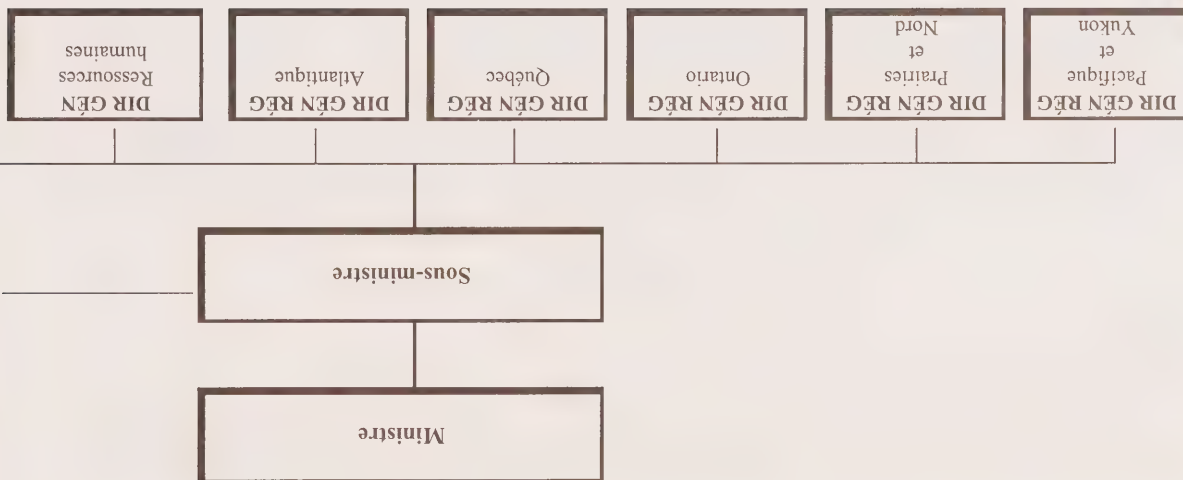 Ministre
Sous-ministre
DIR GÉN RÉG
Pacifique
et
Yukon
DIR GÉN RÉG
Prairies
et
Nord
DIR GÉN RÉG
Ontario
DIR GÉN RÉG
Québec
DIR GÉN RÉG
Atlantique
DIR GÉN
Ressources
humaines